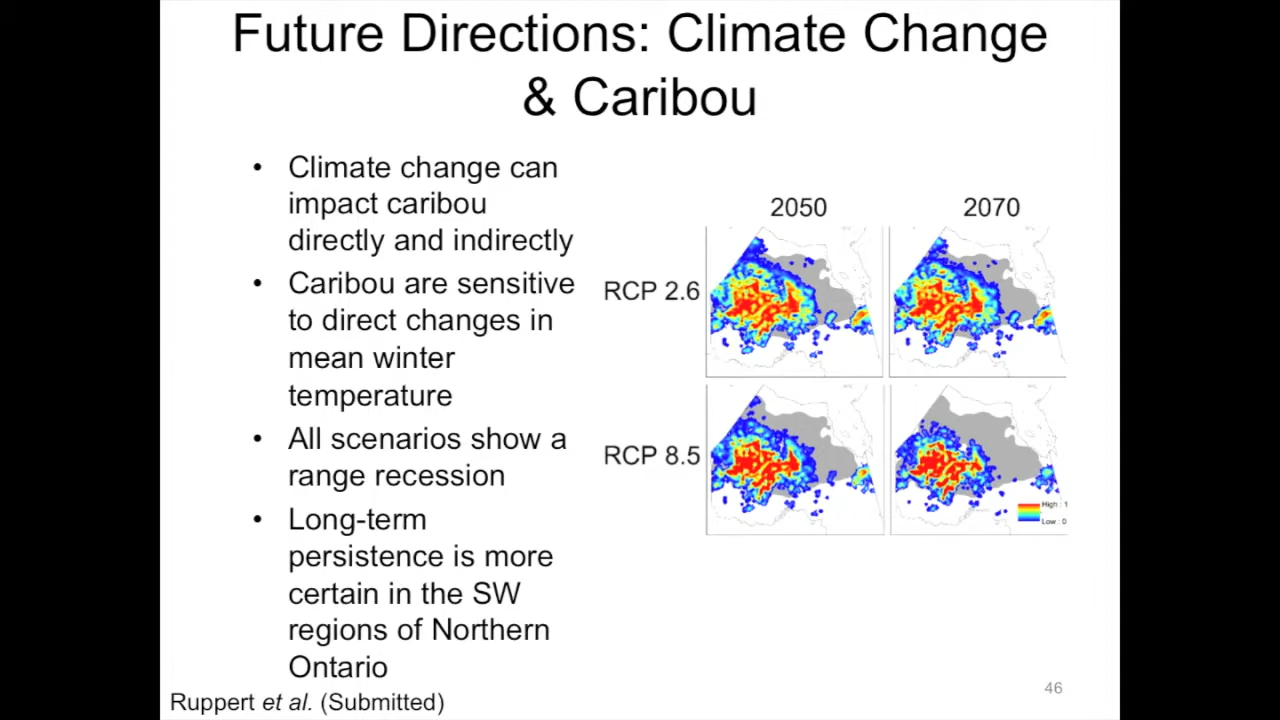 Future Directions: Climate Change
& Caribou
• Climate change can
impact caribou
directly and indirectly
• Caribou are sensitive
to direct changes in
mean winter
temperature
• All scenarios show a
range recession
• Long-term
persistence is more
certain in the SW
regions of Northern
Ontario
2050 2070
RCP 2.6
RCP 8.5
High : 1
Low : 0
Ruppert et al. (Submitted)
46